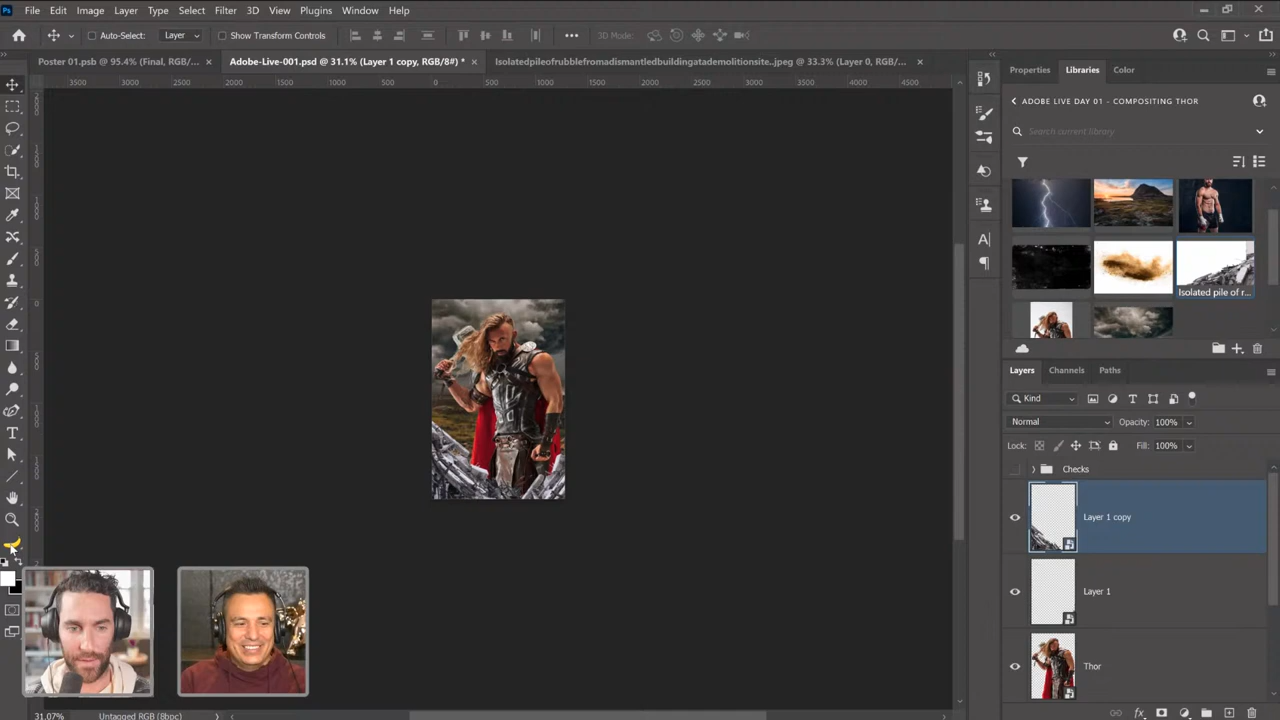 File Edit Image Layer Type Select Filter 3D View Plugins Window Help
Auto-Select: Layer Show Transform Controls 3D Mode:
Poster 01.psb @ 95.4% (Final, RGB/... × Adobe-Live-001.psd @ 31.1% (Layer 1 copy, RGB/8#) * × Isolatedpileofrubblefromadismantledbuildingatademolitionsite..jpeg @ 33.3% (Layer 0, RGB/... ×
3500 3000 2500 2000 1500 1000 500 0 500 1000 1500 2000 2500 3000 3500 4000 4500
Properties Libraries Color
ADOBE LIVE DAY 01 - COMPOSITING THOR
Search current library
Isolated pile of r...
Layers Channels Paths
Kind
Normal Opacity: 100%
Lock: Fill: 100%
Checks
Layer 1 copy
Layer 1
Thor
31.07% Untagged RGB (8bpc)